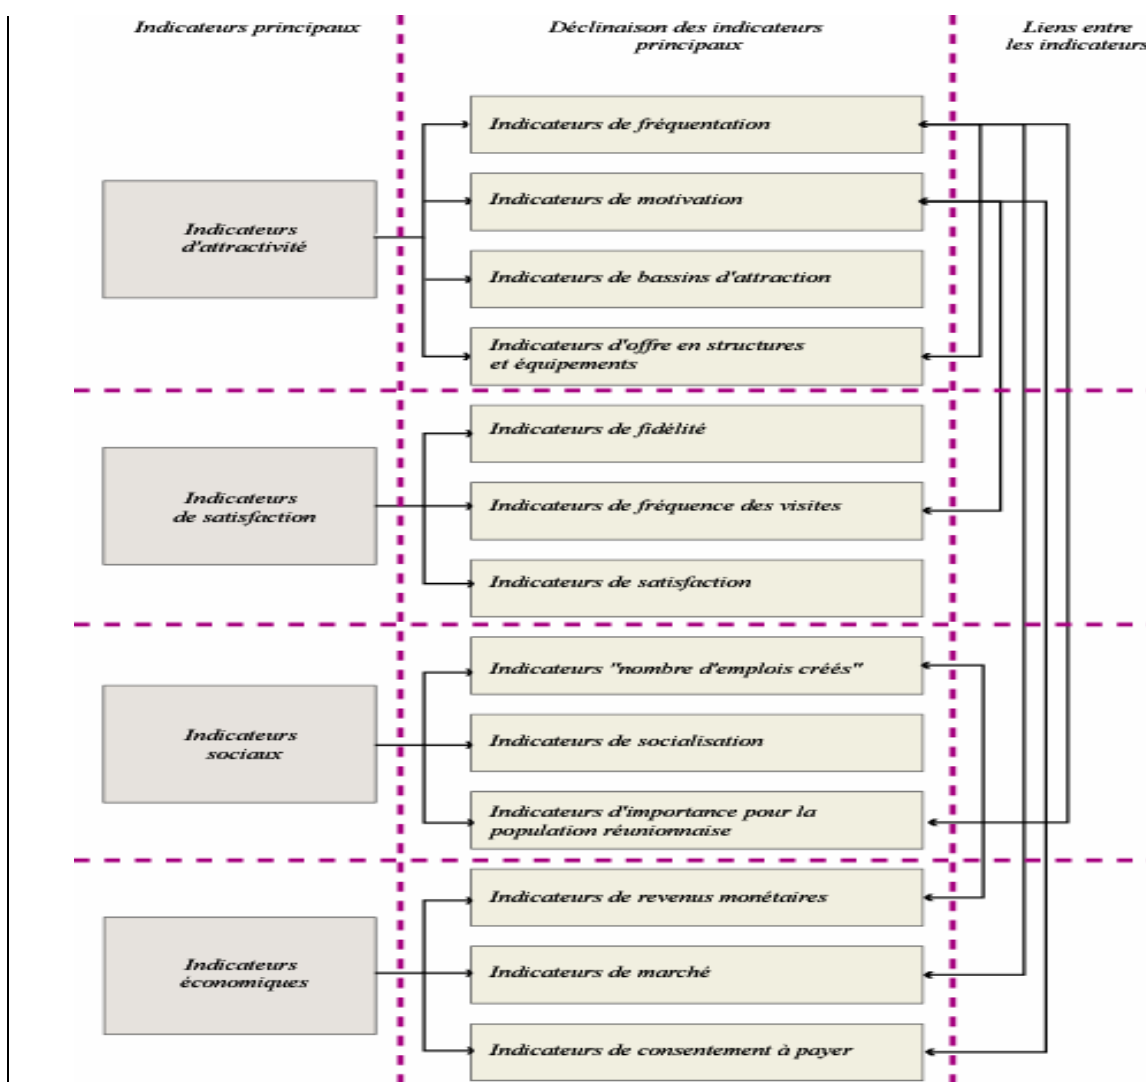 Indicateurs principaux
Déclinaison des indicateurs
principaux
Liens entre
les indicateurs
Indicateurs
d'attractivité
Indicateurs de fréquentation
Indicateurs de motivation
Indicateurs de bassins d'attraction
Indicateurs d'offre en structures
et équipements
Indicateurs
de satisfaction
Indicateurs de fidélité
Indicateurs de fréquence des visites
Indicateurs de satisfaction
Indicateurs
sociaux
Indicateurs "nombre d'emplois créés"
Indicateurs de socialisation
Indicateurs d'importance pour la
population réunionnaise
Indicateurs
économiques
Indicateurs de revenus monétaires
Indicateurs de marché
Indicateurs de consentement à payer